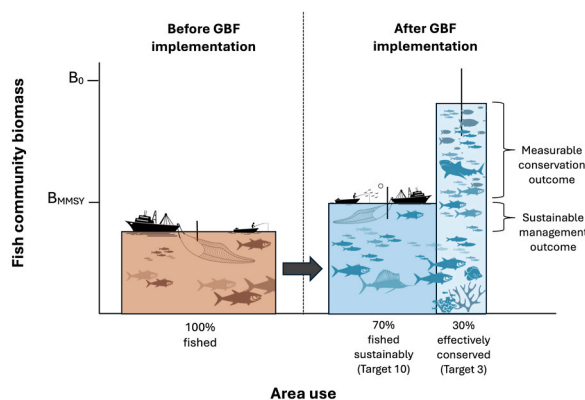 Before GBF
implementation
After GBF
implementation
Fish community biomass
B0
BMMSY
Measurable
conservation
outcome
Sustainable
management
outcome
100%
fished
70%
fished
sustainably
(Target 10)
30%
effectively
conserved
(Target 3)
Area use